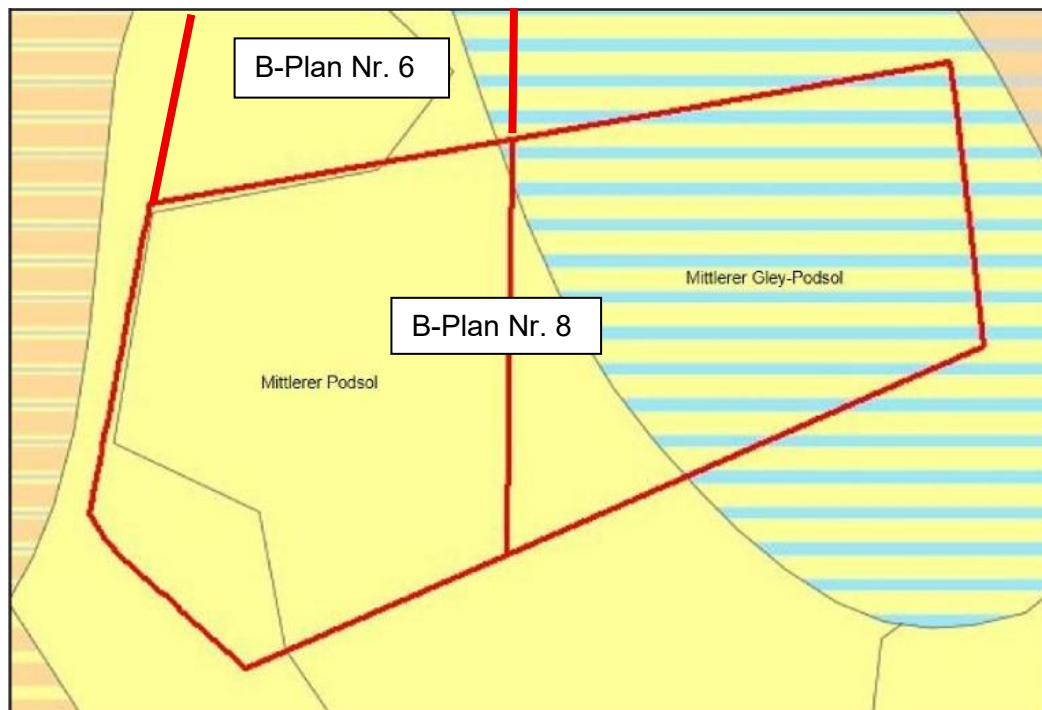 B-Plan Nr. 6
Mittlerer Gley-Podsol
B-Plan Nr. 8
Mittlerer Podsol